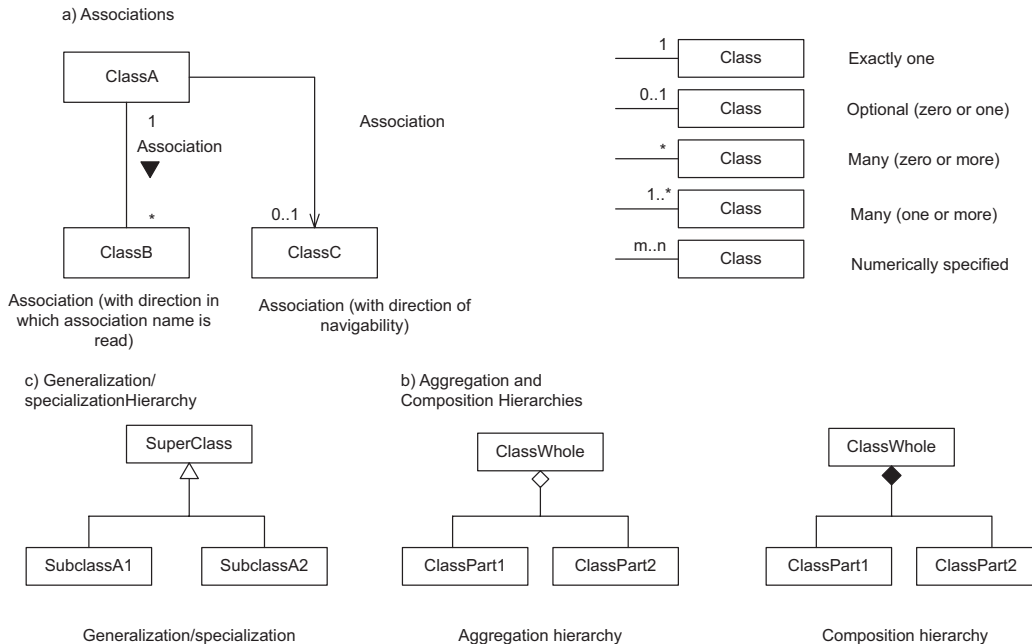 a) Associations
ClassA
1
Association
*
ClassB
Association (with direction in
which association name is
read)
Association
0..1
ClassC
Association (with direction of
navigability)
1
Class
Exactly one
0..1
Class
Optional (zero or one)
*
Class
Many (zero or more)
1..*
Class
Many (one or more)
m..n
Class
Numerically specified
c) Generalization/
specializationHierarchy
SuperClass
SubclassA1
SubclassA2
Generalization/specialization
b) Aggregation and
Composition Hierarchies
ClassWhole
ClassPart1
ClassPart2
Aggregation hierarchy
ClassWhole
ClassPart1
ClassPart2
Composition hierarchy